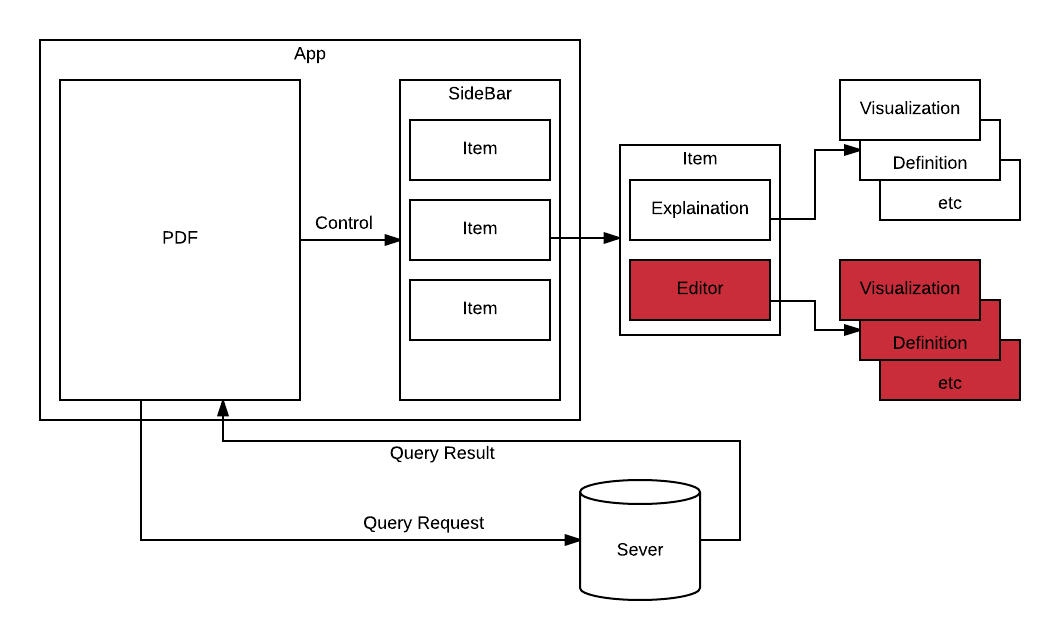 App
PDF
Control
SideBar
Item
Item
Item
Item
Explaination
Editor
Visualization
Definition
etc
Visualization
Definition
etc
Query Result
Query Request
Sever